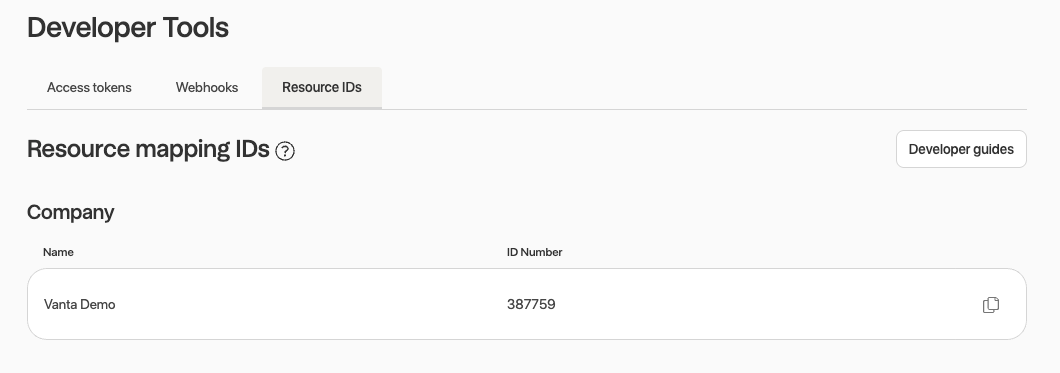 Developer Tools
Access tokens Webhooks Resource IDs
Resource mapping IDs ?
Developer guides
Company
Name ID Number
Vanta Demo 387759